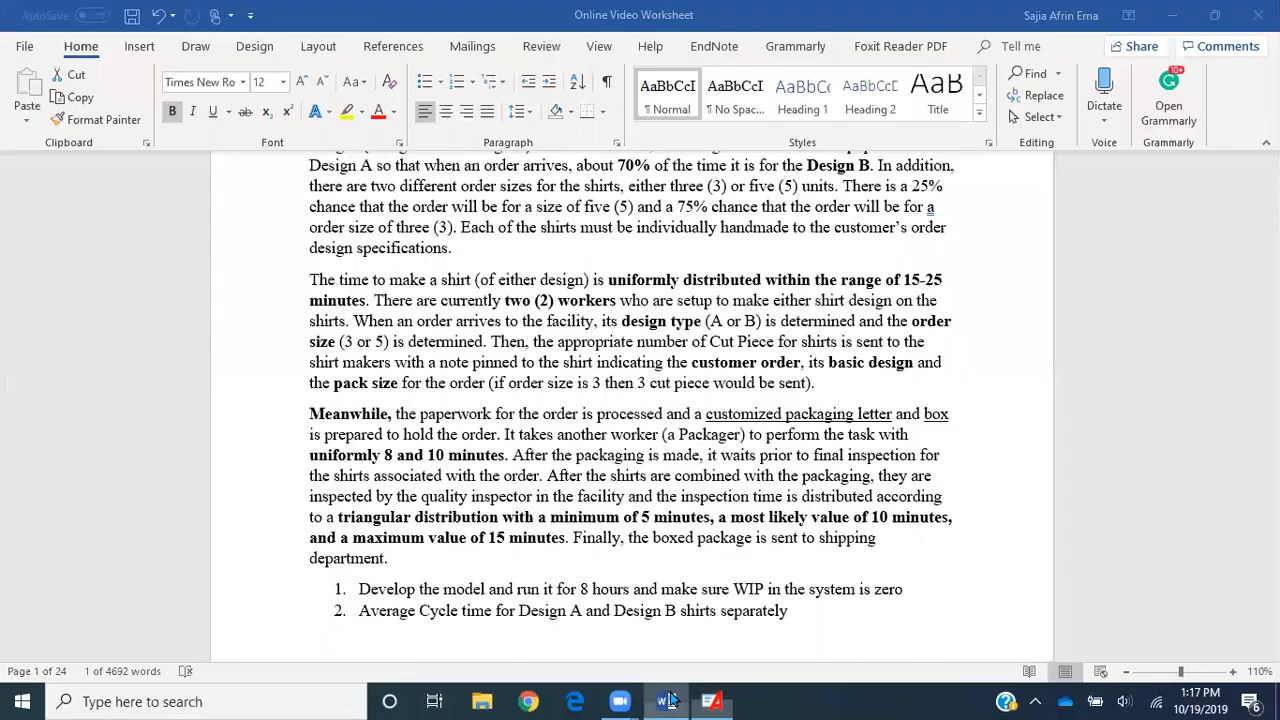 AutoSave Off Online Video Worksheet Sajia Afrin Ema
File Home Insert Draw Design Layout References Mailings Review View Help EndNote Grammarly Foxit Reader PDF Tell me Share Comments
Cut
Copy
Format Painter
Paste
Times New Ro 12
AaBbCcI AaBbCcI AaBbCc AaBbCcI AaB
¶ Normal ¶ No Spac... Heading 1 Heading 2 Title
Find
Replace
Select
Dictate
Open
Grammarly
Clipboard Font Paragraph Styles Editing Voice Grammarly
Design A so that when an order arrives, about 70% of the time it is for the Design B. In addition,
there are two different order sizes for the shirts, either three (3) or five (5) units. There is a 25%
chance that the order will be for a size of five (5) and a 75% chance that the order will be for a
order size of three (3). Each of the shirts must be individually handmade to the customer's order
design specifications.
The time to make a shirt (of either design) is uniformly distributed within the range of 15-25
minutes. There are currently two (2) workers who are setup to make either shirt design on the
shirts. When an order arrives to the facility, its design type (A or B) is determined and the order
size (3 or 5) is determined. Then, the appropriate number of Cut Piece for shirts is sent to the
shirt makers with a note pinned to the shirt indicating the customer order, its basic design and
the pack size for the order (if order size is 3 then 3 cut piece would be sent).
Meanwhile, the paperwork for the order is processed and a customized packaging letter and box
is prepared to hold the order. It takes another worker (a Packager) to perform the task with
uniformly 8 and 10 minutes. After the packaging is made, it waits prior to final inspection for
the shirts associated with the order. After the shirts are combined with the packaging, they are
inspected by the quality inspector in the facility and the inspection time is distributed according
to a triangular distribution with a minimum of 5 minutes, a most likely value of 10 minutes,
and a maximum value of 15 minutes. Finally, the boxed package is sent to shipping
department.
1. Develop the model and run it for 8 hours and make sure WIP in the system is zero
2. Average Cycle time for Design A and Design B shirts separately
Page 1 of 24 1 of 4692 words 110%
Type here to search
1:17 PM
10/19/2019